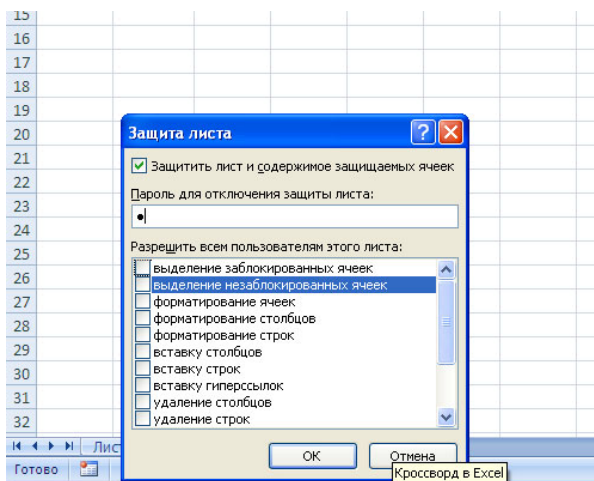 15
16
17
18
19
20
21
22
23
24
25
26
27
28
29
30
31
32
Защита листа
Защитить лист и содержимое защищаемых ячеек
Пароль для отключения защиты листа:
Разрешить всем пользователям этого листа:
выделение заблокированных ячеек
выделение незаблокированных ячеек
форматирование ячеек
форматирование столбцов
форматирование строк
вставку столбцов
вставку строк
вставку гиперссылок
удаление столбцов
удаление строк
ОК
Отмена
Лис
Готово
Кроссворд в Excel